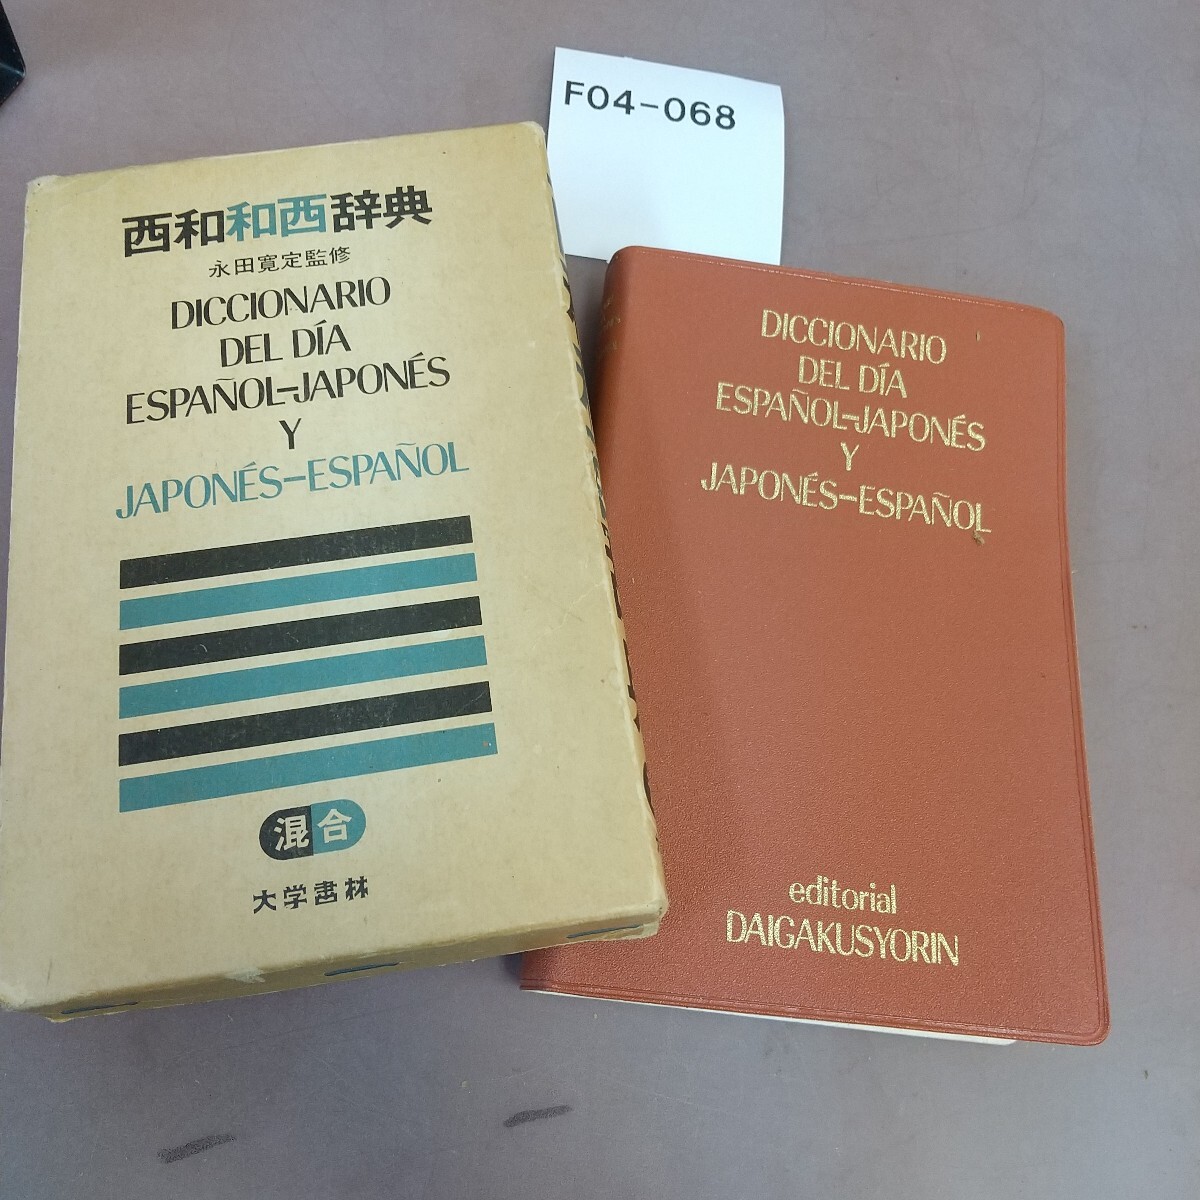 F04-068
西和和西辞典
永田寛定監修
DICCIONARIO
DEL DÍA
ESPAÑOL-JAPONÉS
Y
JAPONÉS-ESPAÑOL
混合
大学書林
DICCIONARIO
DEL DÍA
ESPAÑOL-JAPONÉS
Y
JAPONÉS-ESPAÑOL
editorial
DAIGAKUSYORIN